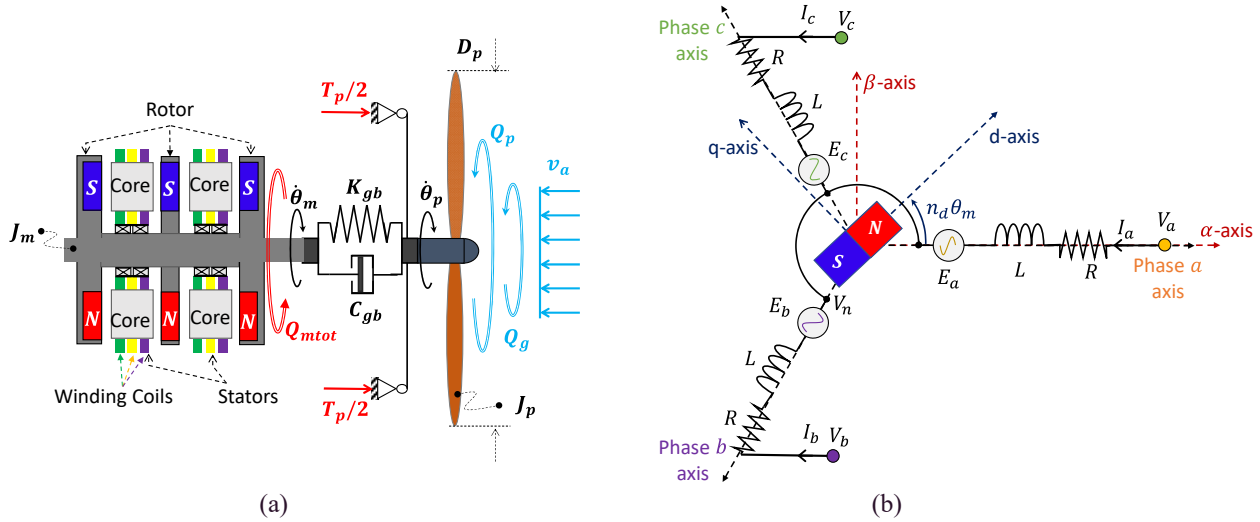 D_p
T_p/2
Rotor
S
Core
S
Core
S
Q_p
v_a
θ̇_m
K_gb
θ̇_p
J_m
N
Core
N
Core
N
Q_mtot
C_gb
Q_g
Winding Coils
Stators
T_p/2
J_p
(a)
Phase c
axis
I_c
V_c
R
L
β-axis
q-axis
d-axis
E_c
n_dθ_m
N
S
E_a
L
R
I_a
V_a
α-axis
Phase a
axis
E_b
V_n
L
R
I_b
V_b
Phase b
axis
(b)